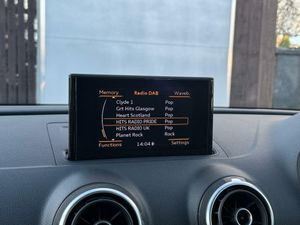 Memory Radio DAB Waveb.
Clyde 1 Pop
Grt Hits Glasgow Pop
Heart Scotland Pop
HITS RADIO PRIDE Pop
HITS RADIO UK Pop
Planet Rock Rock
Functions 14:04 Settings